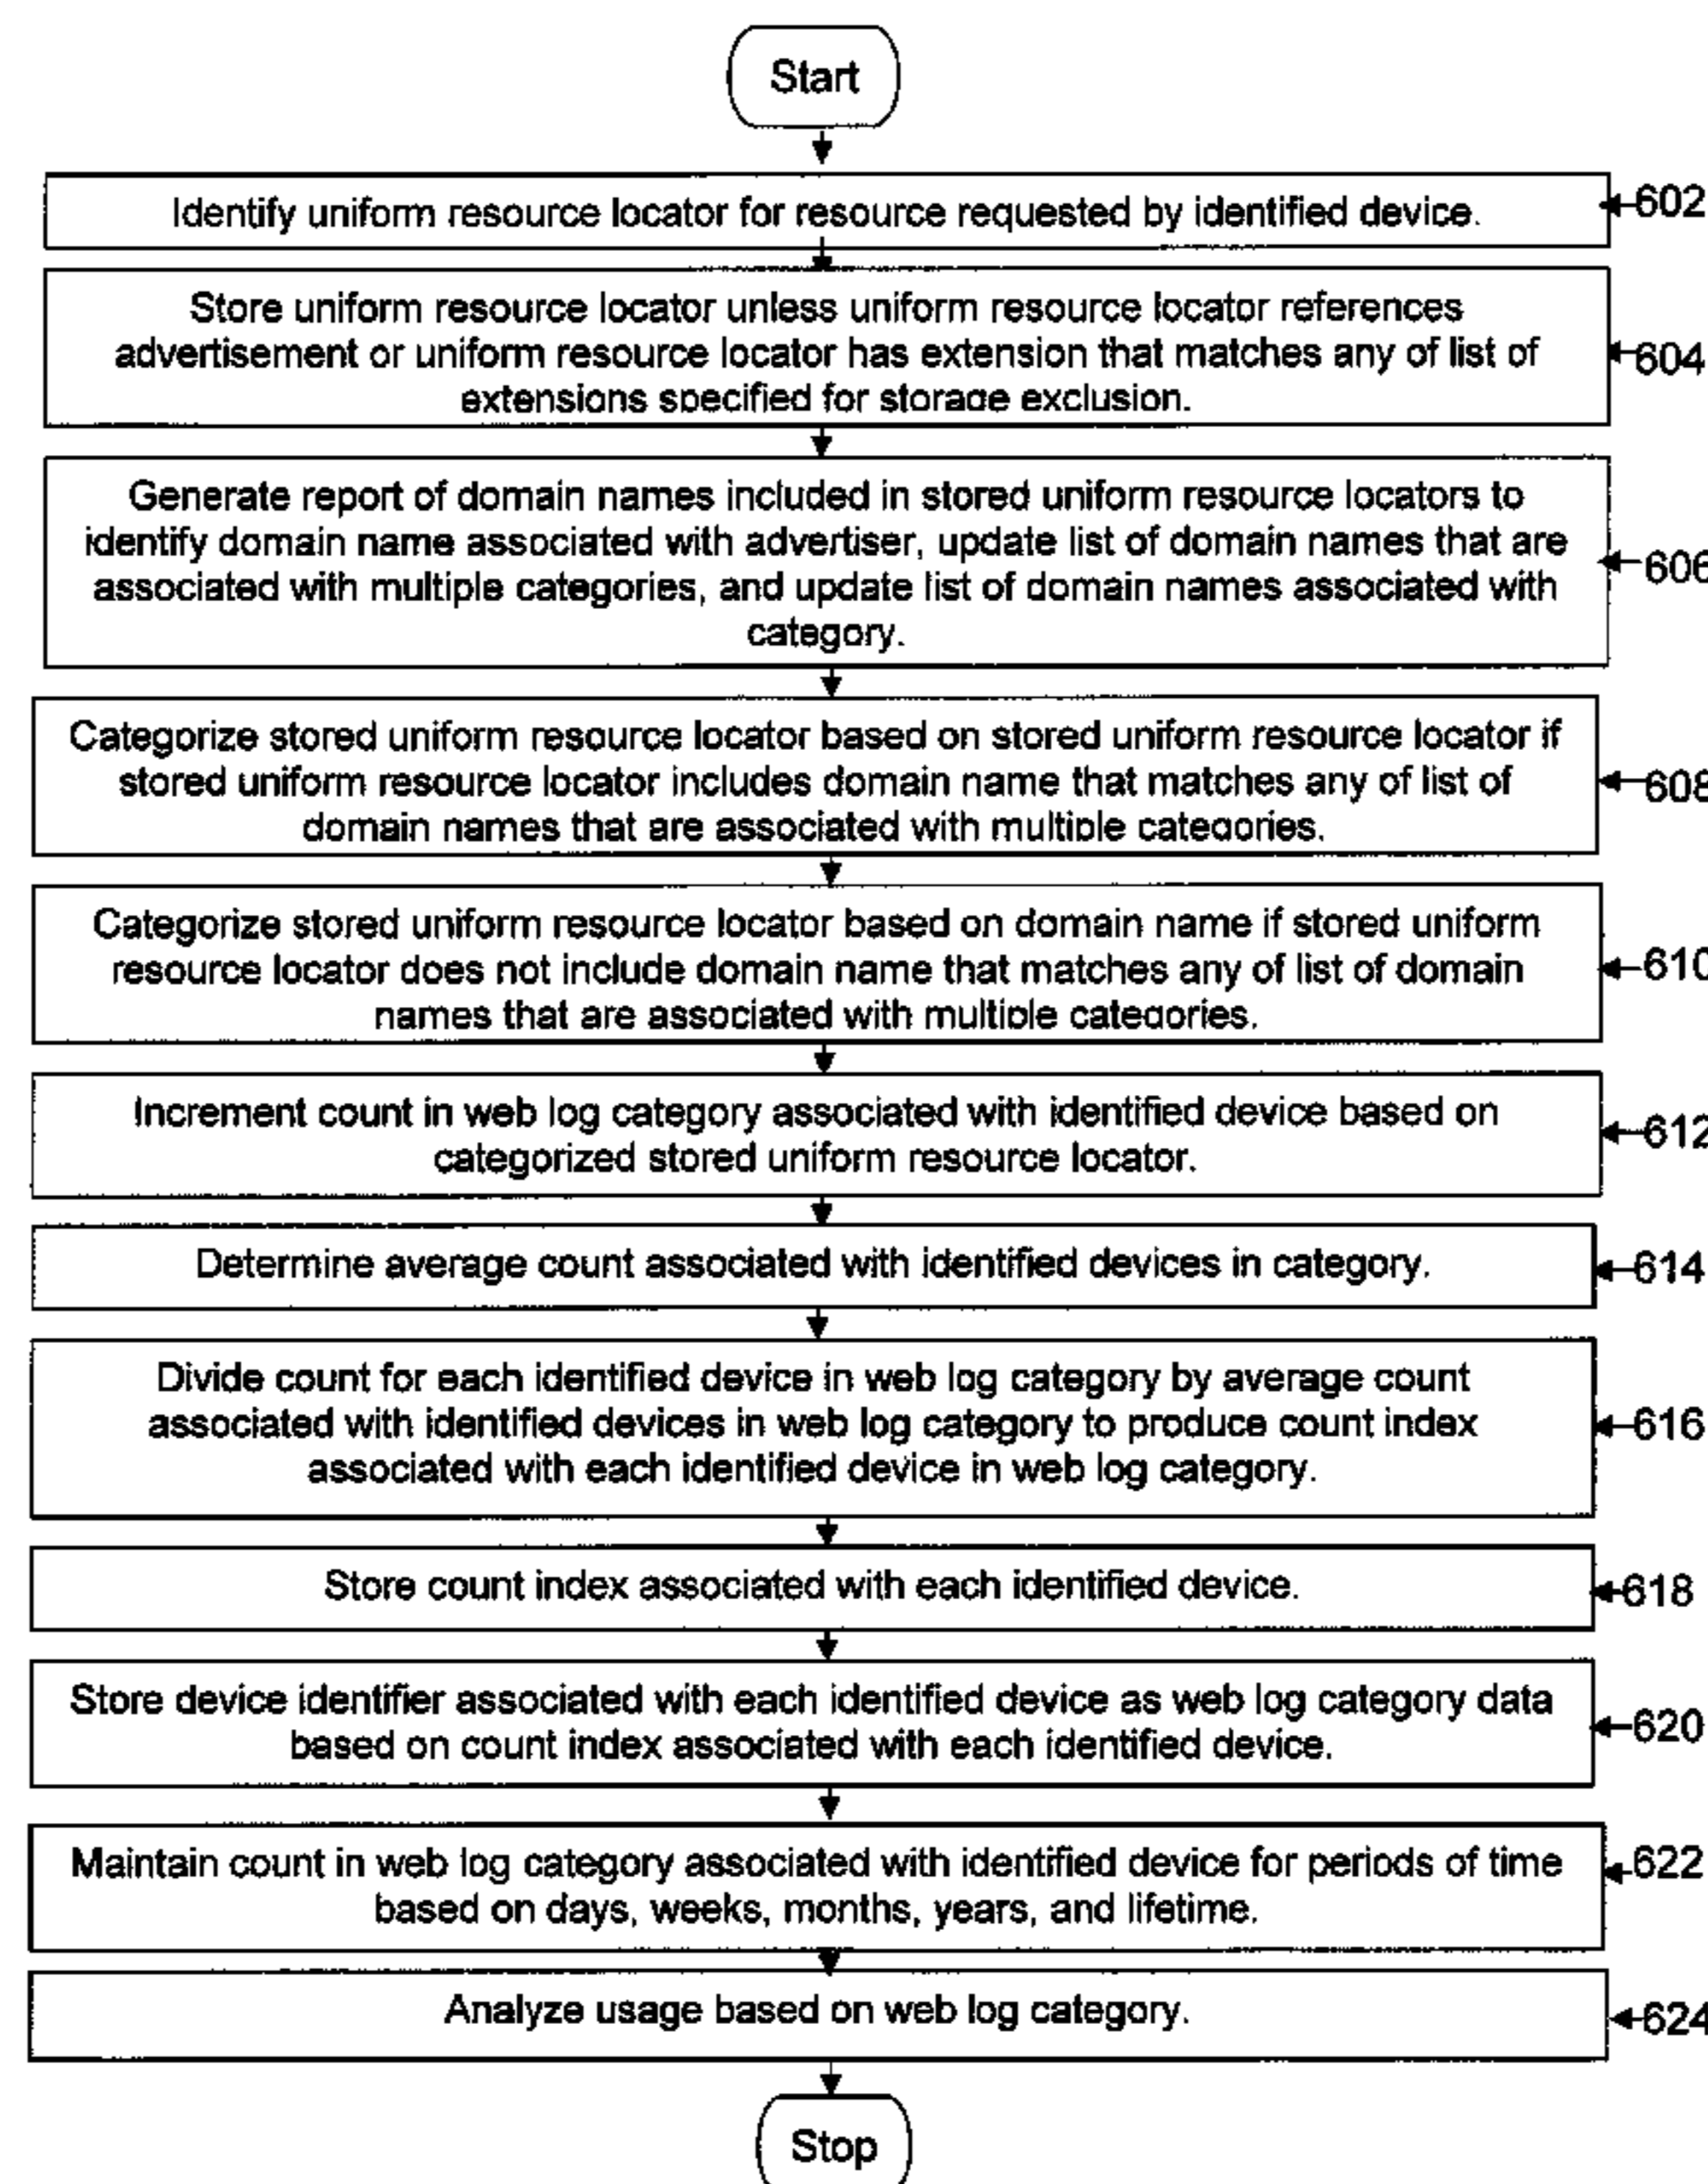 Start
Identify uniform resource locator for resource requested by identified device.
602
Store uniform resource locator unless uniform resource locator references
advertisement or uniform resource locator has extension that matches any of list of
extensions specified for storage exclusion.
604
Generate report of domain names included in stored uniform resource locators to
identify domain name associated with advertiser, update list of domain names that are
associated with multiple categories, and update list of domain names associated with
category.
606
Categorize stored uniform resource locator based on stored uniform resource locator if
stored uniform resource locator includes domain name that matches any of list of
domain names that are associated with multiple categories.
608
Categorize stored uniform resource locator based on domain name if stored uniform
resource locator does not include domain name that matches any of list of domain
names that are associated with multiple categories.
610
Increment count in web log category associated with identified device based on
categorized stored uniform resource locator.
612
Determine average count associated with identified devices in category.
614
Divide count for each identified device in web log category by average count
associated with identified devices in web log category to produce count index
associated with each identified device in web log category.
616
Store count index associated with each identified device.
618
Store device identifier associated with each identified device as web log category data
based on count index associated with each identified device.
620
Maintain count in web log category associated with identified device for periods of time
based on days, weeks, months, years, and lifetime.
622
Analyze usage based on web log category.
624
Stop